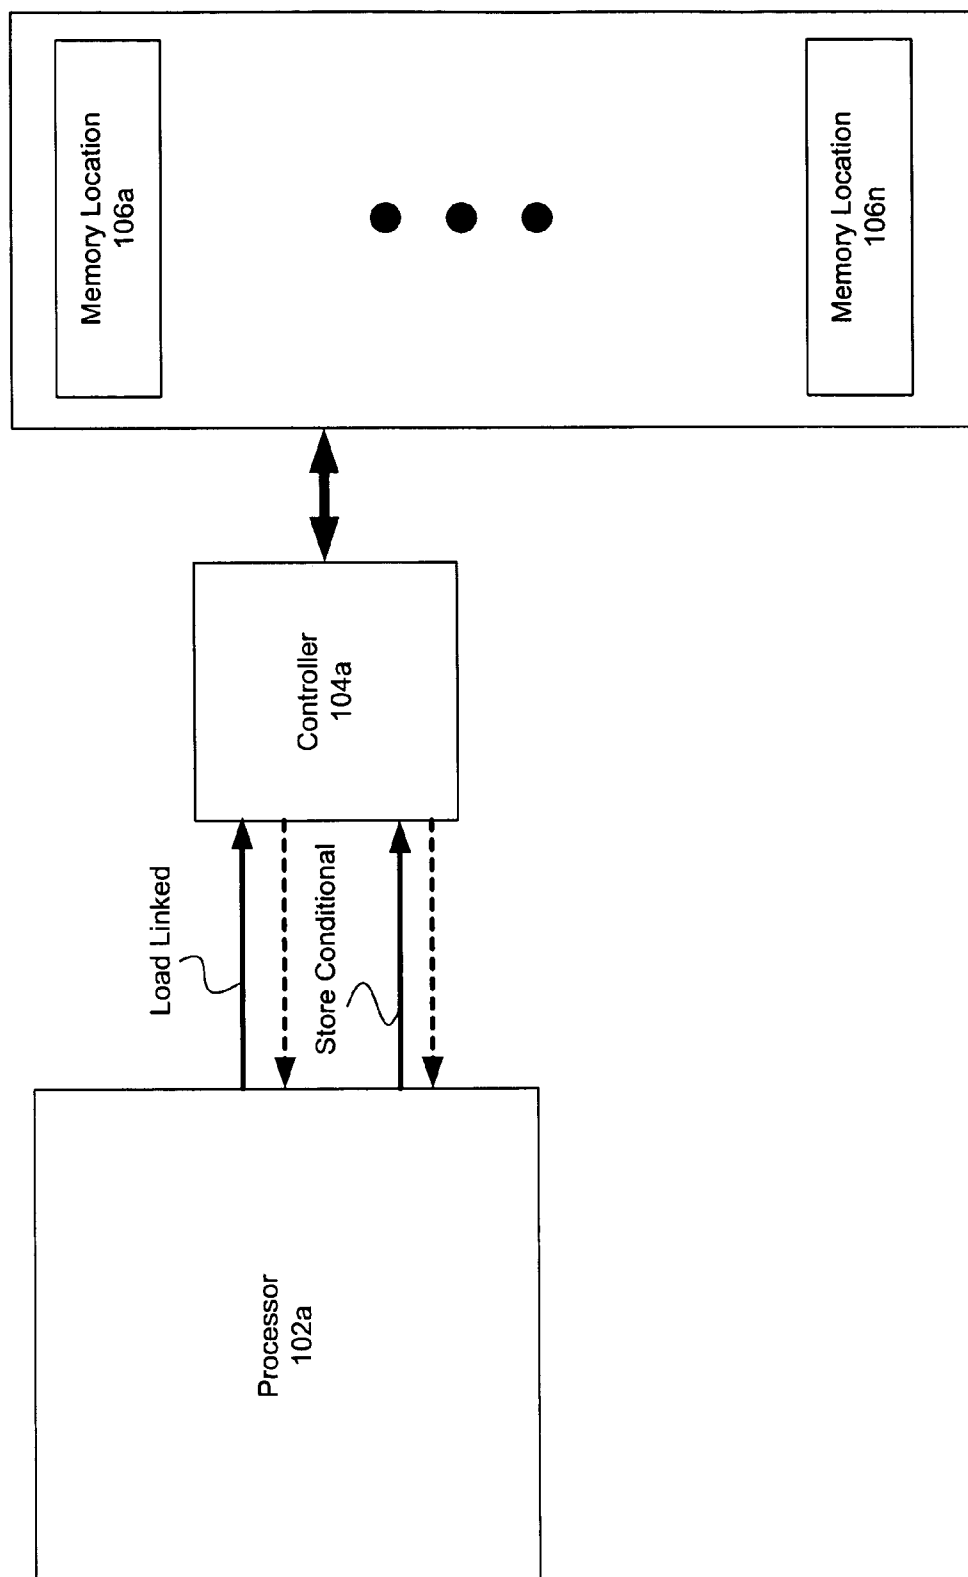 Processor
102a
Load Linked
Store Conditional
Controller
104a
Memory Location
106a
Memory Location
106n